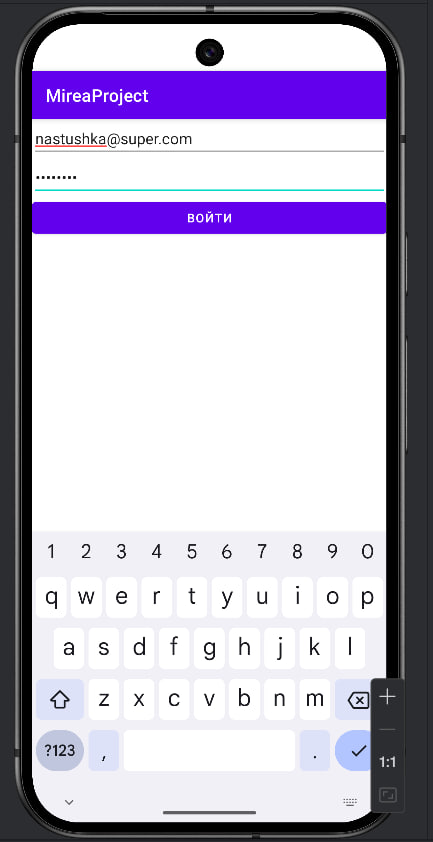 MireaProject
nastushka@super.com
••••••••
ВОЙТИ
1 2 3 4 5 6 7 8 9 0
q w e r t y u i o p
a s d f g h j k l
z x c v b n m
?123 , .
1:1